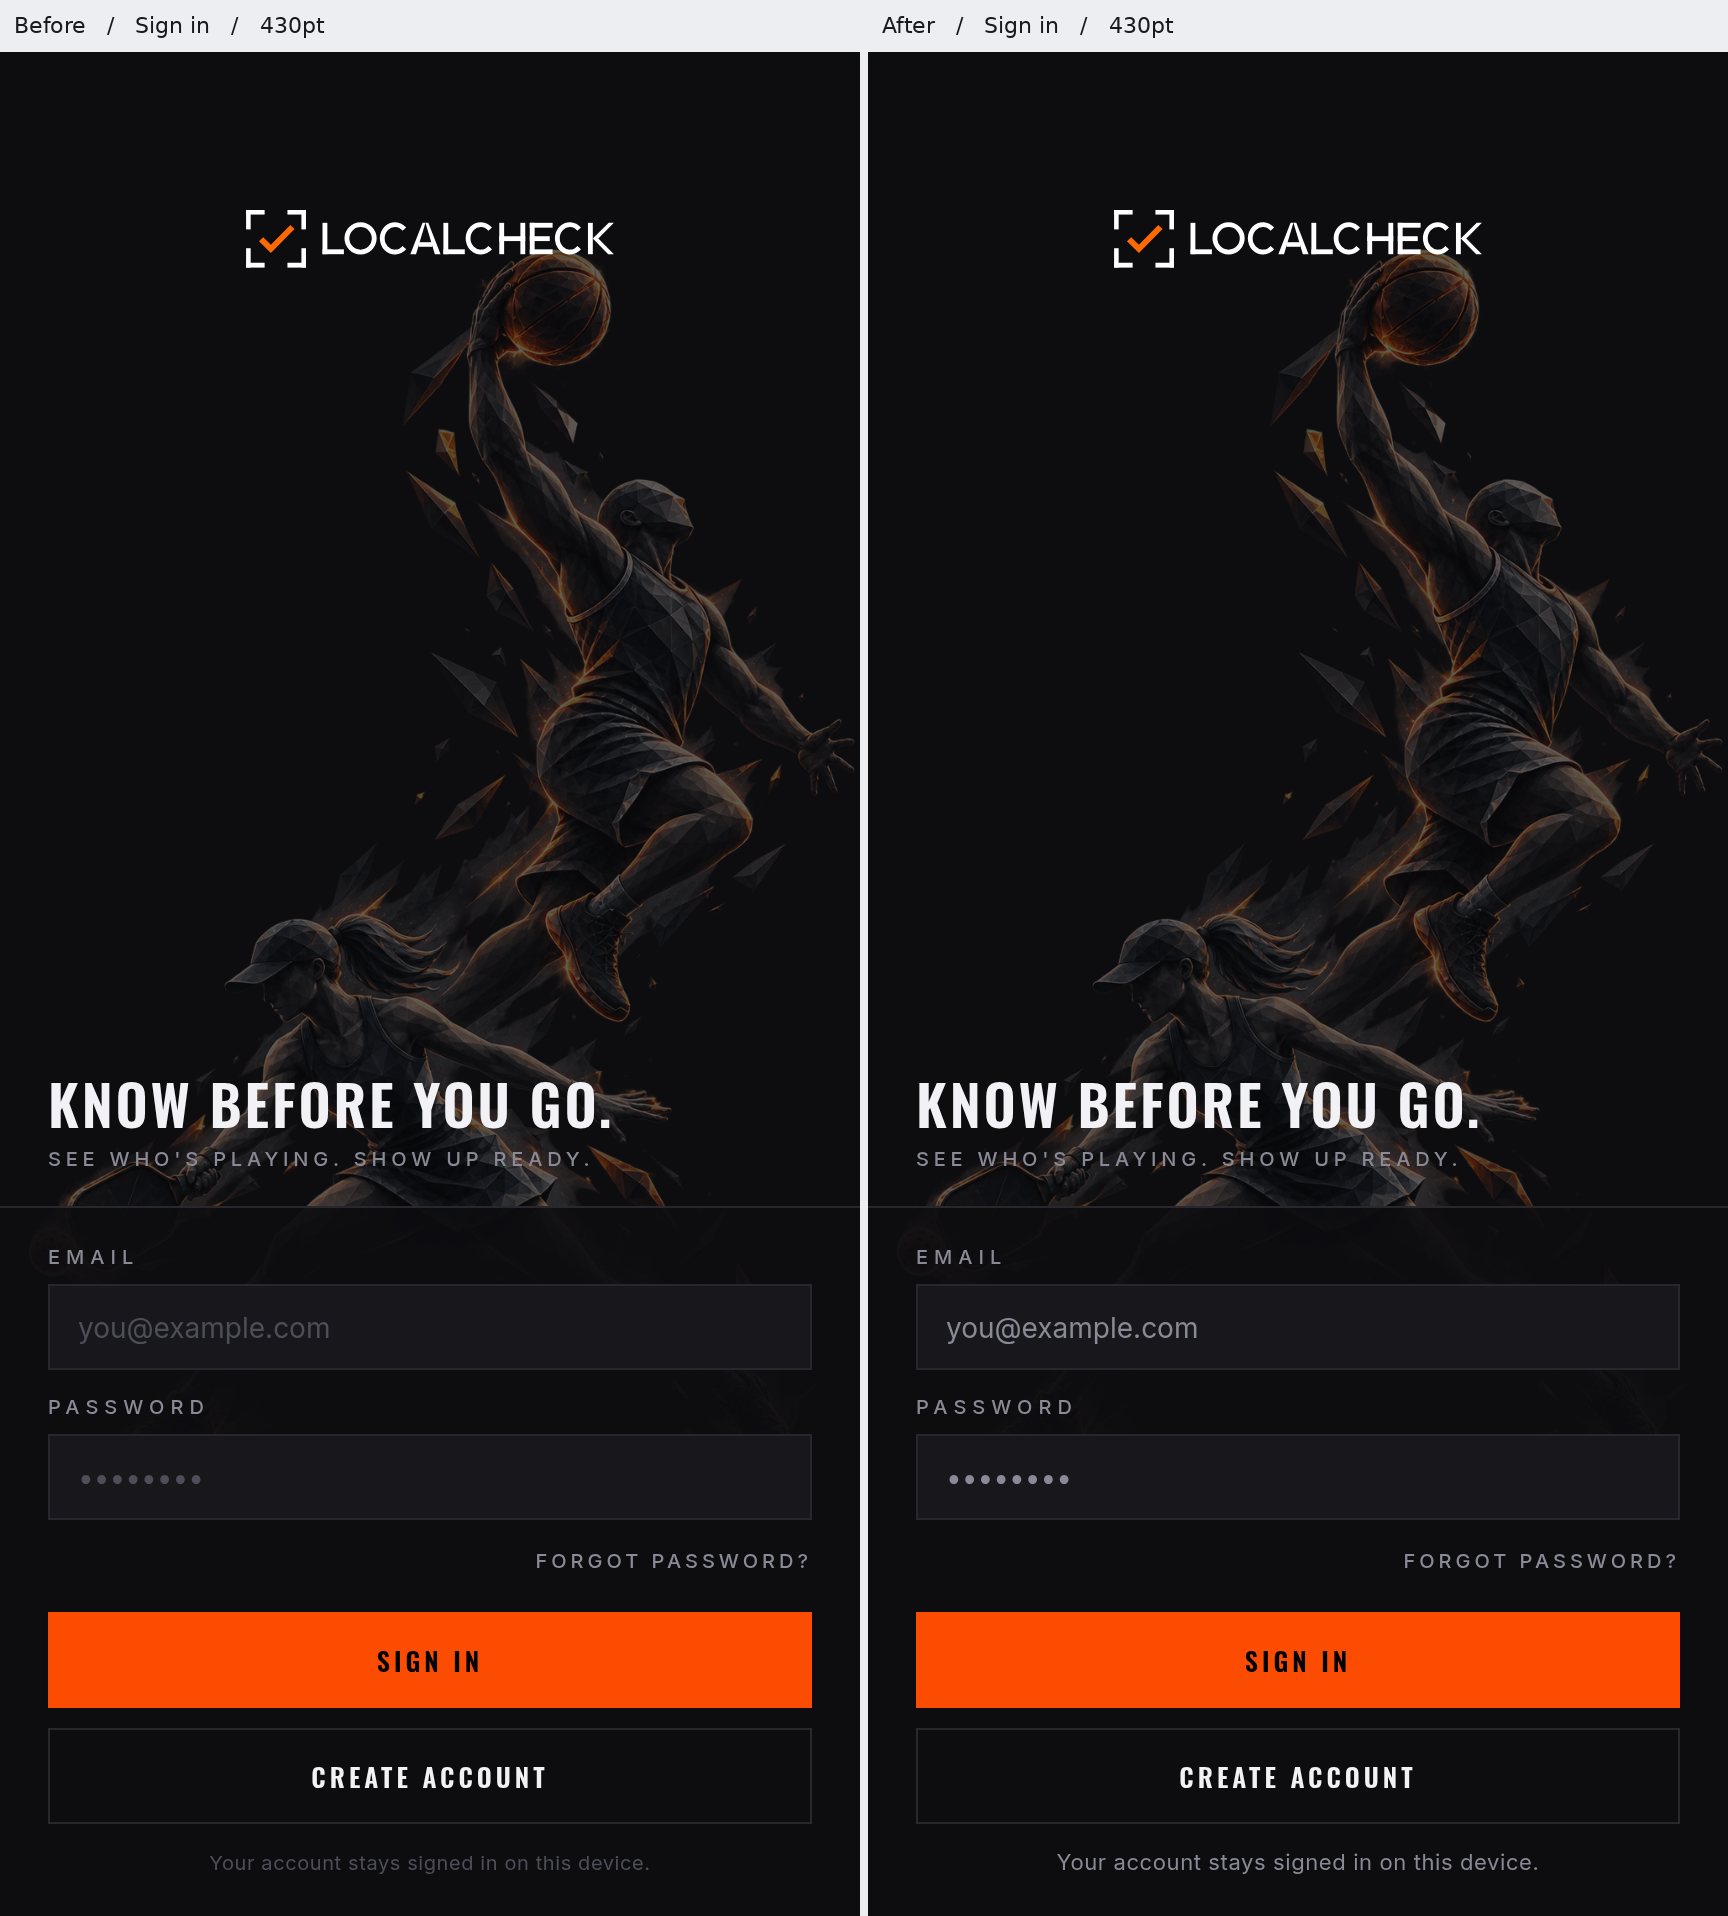 Before / Sign in / 430pt
LOCALCHECK
KNOW BEFORE YOU GO.
SEE WHO'S PLAYING. SHOW UP READY.
EMAIL
you@example.com
PASSWORD
••••••••
FORGOT PASSWORD?
SIGN IN
CREATE ACCOUNT
Your account stays signed in on this device.
After / Sign in / 430pt
LOCALCHECK
KNOW BEFORE YOU GO.
SEE WHO'S PLAYING. SHOW UP READY.
EMAIL
you@example.com
PASSWORD
••••••••
FORGOT PASSWORD?
SIGN IN
CREATE ACCOUNT
Your account stays signed in on this device.